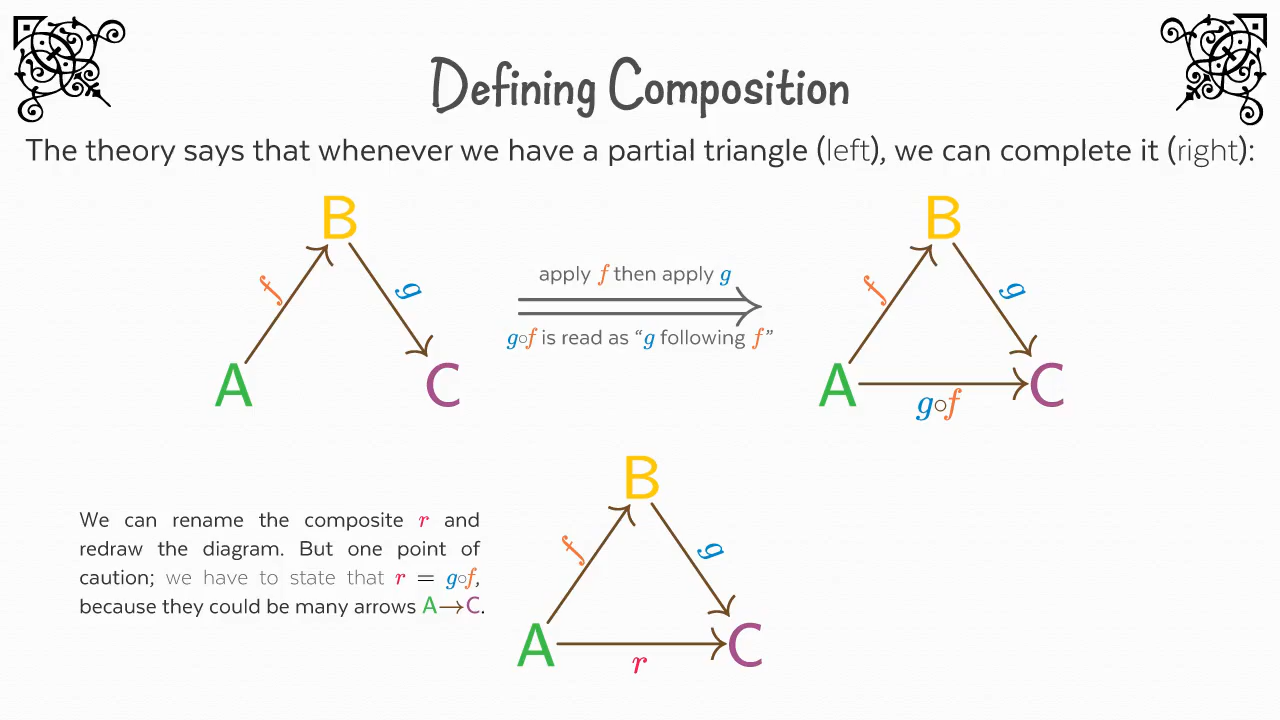 Defining Composition
The theory says that whenever we have a partial triangle (left), we can complete it (right):
B
f
g
A
C
apply f then apply g
g∘f is read as “g following f”
B
f
g
A
C
g∘f
We can rename the composite r and
redraw the diagram. But one point of
caution; we have to state that r = g∘f,
because they could be many arrows A→C.
B
f
g
A
C
r